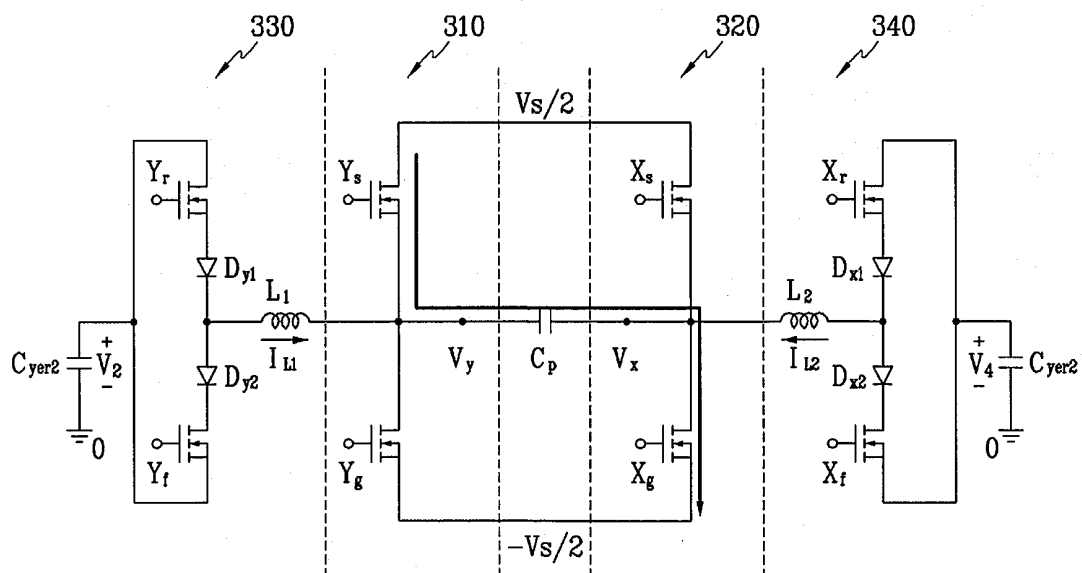 330
310
320
340
Vs/2
Yr
Ys
Xs
Xr
Dy1
L1
L2
Dx1
Cyer2
+
V2
-
IL1
Vy
Cp
Vx
IL2
+
V4
-
Cyer2
Dy2
Dx2
0
Yf
Yg
Xg
Xf
0
-Vs/2